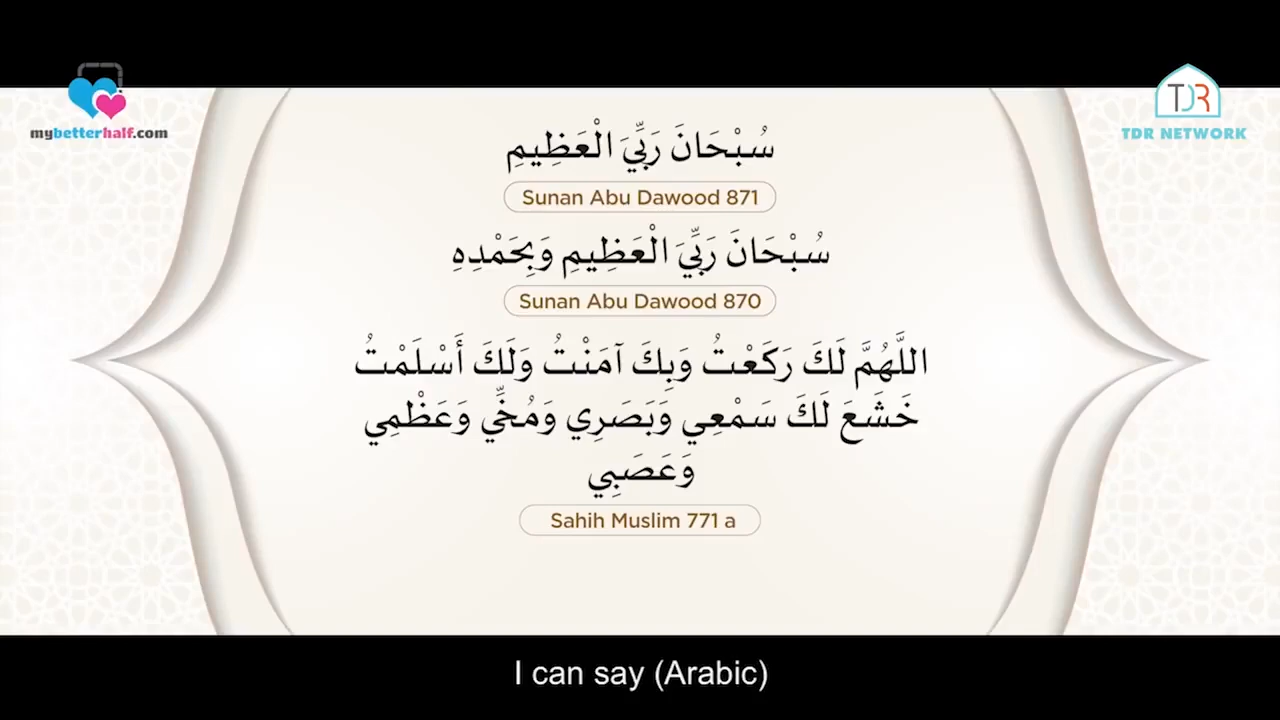 mybetterhalf.com
TDR
TDR NETWORK
سُبْحَانَ رَبِّيَ الْعَظِيمِ
Sunan Abu Dawood 871
سُبْحَانَ رَبِّيَ الْعَظِيمِ وَبِحَمْدِهِ
Sunan Abu Dawood 870
اللَّهُمَّ لَكَ رَكَعْتُ وَبِكَ آمَنْتُ وَلَكَ أَسْلَمْتُ
خَشَعَ لَكَ سَمْعِي وَبَصَرِي وَمُخِّي وَعَظْمِي
وَعَصَبِي
Sahih Muslim 771 a
I can say (Arabic)